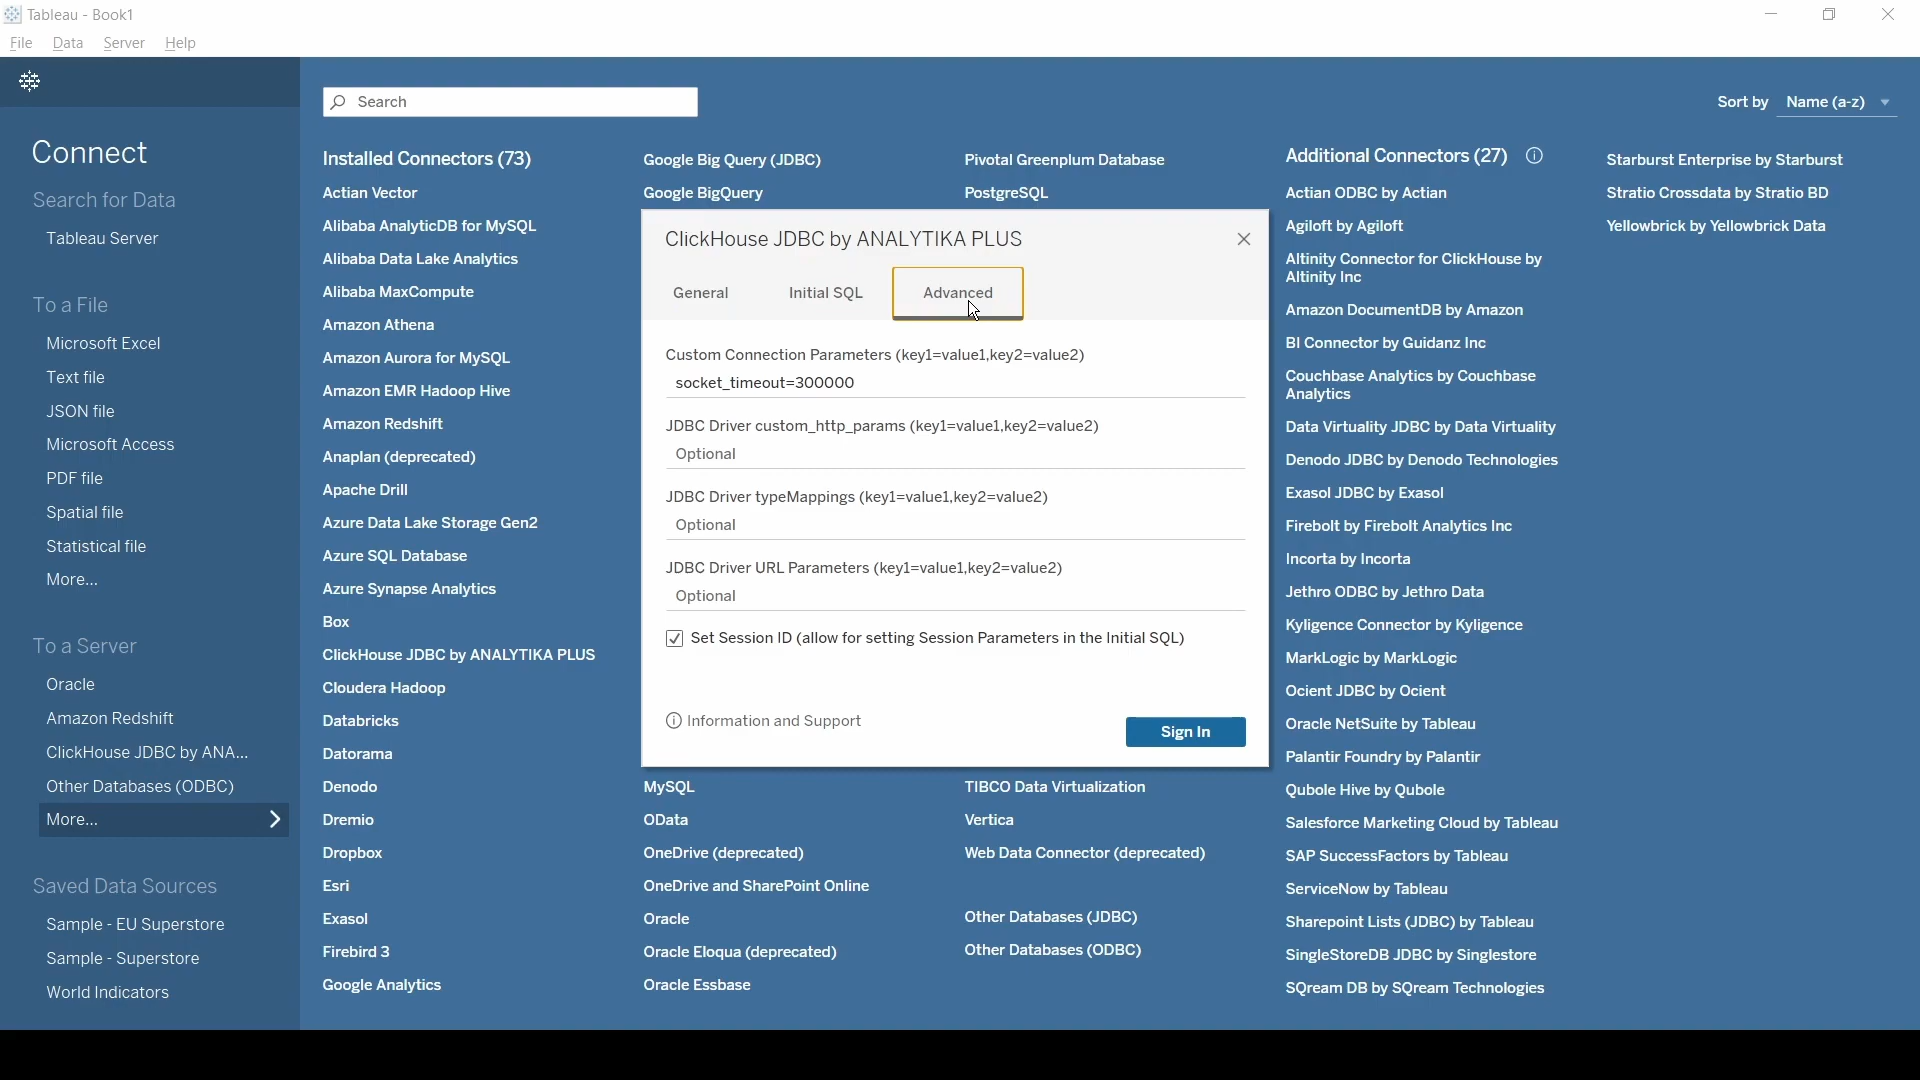 Tableau - Book1
File Data Server Help
Connect
Search for Data
Tableau Server
To a File
Microsoft Excel
Text file
JSON file
Microsoft Access
PDF file
Spatial file
Statistical file
More...
To a Server
Oracle
Amazon Redshift
ClickHouse JDBC by ANA...
Other Databases (ODBC)
More...
Saved Data Sources
Sample - EU Superstore
Sample - Superstore
World Indicators
Search
Sort by Name (a-z)
Installed Connectors (73)
Actian Vector
Alibaba AnalyticDB for MySQL
Alibaba Data Lake Analytics
Alibaba MaxCompute
Amazon Athena
Amazon Aurora for MySQL
Amazon EMR Hadoop Hive
Amazon Redshift
Anaplan (deprecated)
Apache Drill
Azure Data Lake Storage Gen2
Azure SQL Database
Azure Synapse Analytics
Box
ClickHouse JDBC by ANALYTIKA PLUS
Cloudera Hadoop
Databricks
Datorama
Denodo
Dremio
Dropbox
Esri
Exasol
Firebird 3
Google Analytics
Google Big Query (JDBC)
Google BigQuery
MySQL
OData
OneDrive (deprecated)
OneDrive and SharePoint Online
Oracle
Oracle Eloqua (deprecated)
Oracle Essbase
Pivotal Greenplum Database
PostgreSQL
TIBCO Data Virtualization
Vertica
Web Data Connector (deprecated)
Other Databases (JDBC)
Other Databases (ODBC)
ClickHouse JDBC by ANALYTIKA PLUS
General Initial SQL Advanced
Custom Connection Parameters (key1=value1,key2=value2)
socket_timeout=300000
JDBC Driver custom_http_params (key1=value1,key2=value2)
Optional
JDBC Driver typeMappings (key1=value1,key2=value2)
Optional
JDBC Driver URL Parameters (key1=value1,key2=value2)
Optional
Set Session ID (allow for setting Session Parameters in the Initial SQL)
Information and Support
Sign In
Additional Connectors (27)
Actian ODBC by Actian
Agiloft by Agiloft
Altinity Connector for ClickHouse by
Altinity Inc
Amazon DocumentDB by Amazon
BI Connector by Guidanz Inc
Couchbase Analytics by Couchbase
Analytics
Data Virtuality JDBC by Data Virtuality
Denodo JDBC by Denodo Technologies
Exasol JDBC by Exasol
Firebolt by Firebolt Analytics Inc
Incorta by Incorta
Jethro ODBC by Jethro Data
Kyligence Connector by Kyligence
MarkLogic by MarkLogic
Ocient JDBC by Ocient
Oracle NetSuite by Tableau
Palantir Foundry by Palantir
Qubole Hive by Qubole
Salesforce Marketing Cloud by Tableau
SAP SuccessFactors by Tableau
ServiceNow by Tableau
Sharepoint Lists (JDBC) by Tableau
SingleStoreDB JDBC by Singlestore
SQream DB by SQream Technologies
Starburst Enterprise by Starburst
Stratio Crossdata by Stratio BD
Yellowbrick by Yellowbrick Data